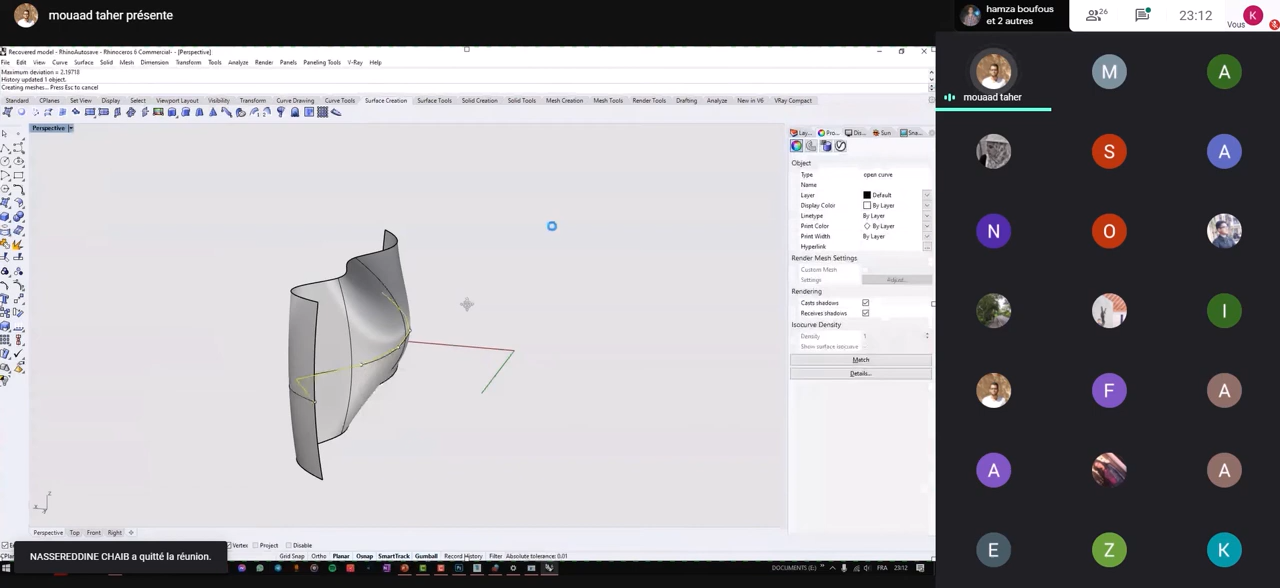 mouaad taher présente
hamza boufous
et 2 autres
26
23:12
Vous
K
Recovered model - RhinoAutosave - Rhinoceros 6 Commercial- - [Perspective]
File Edit View Curve Surface Solid Mesh Dimension Transform Tools Analyze Render Panels Paneling Tools V-Ray Help
Maximum deviation = 2.19718
History updated 1 object.
Creating meshes... Press Esc to cancel
Standard CPlanes Set View Display Select Viewport Layout Visibility Transform Curve Drawing Curve Tools Surface Creation Surface Tools Solid Creation Solid Tools Mesh Creation Mesh Tools Render Tools Drafting Analyze New in V6 VRay Compact
Perspective
Lay... Pro... Dis... Sun Sna...
Object
Type open curve
Name
Layer Default
Display Color By Layer
Linetype By Layer
Print Color By Layer
Print Width By Layer
Hyperlink
Render Mesh Settings
Custom Mesh
Settings Adjust...
Rendering
Casts shadows
Receives shadows
Isocurve Density
Density 1
Show surface isocurve
Match
Details...
mouaad taher
M
A
S
A
N
O
I
F
A
A
A
E
Z
K
Perspective Top Front Right
Vertex Project Disable
Grid Snap Ortho Planar Osnap SmartTrack Gumball Record History Filter Absolute tolerance: 0.01
NASSEREDDINE CHAIB a quitté la réunion.
DOCUMENTS (E:) FRA 23:12